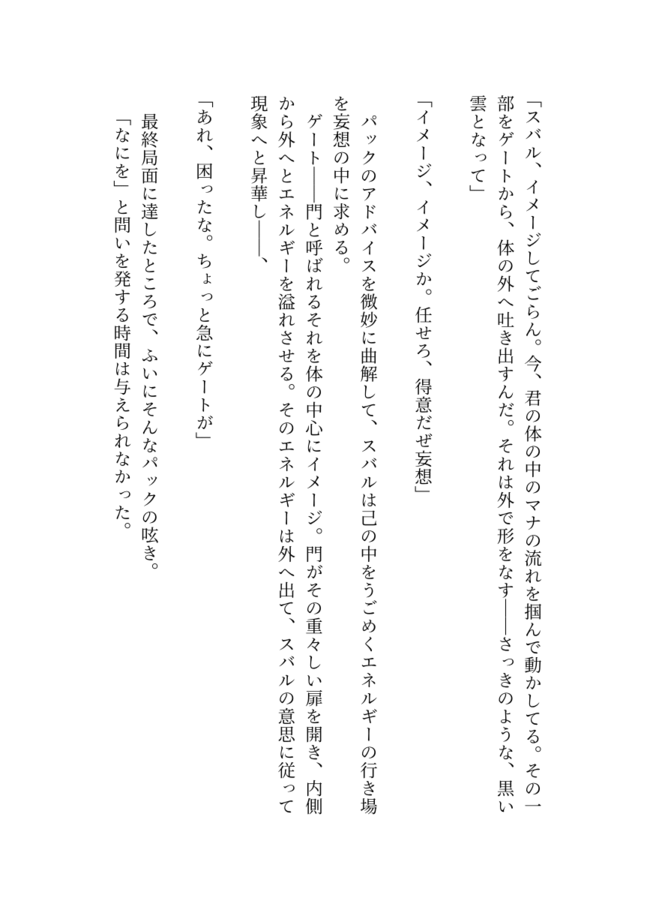 「スバル、イメージしてごらん。今、君の体の中のマナの流れを掴んで動かしてる。その一
部をゲートから、体の外へ吐き出すんだ。それは外で形をなす――さっきのような、黒い
雲となって」
「イメージ、イメージか。任せろ、得意だぜ妄想」
パックのアドバイスを微妙に曲解して、スバルは己の中をうごめくエネルギーの行き場
を妄想の中に求める。
ゲート――門と呼ばれるそれを体の中心にイメージ。門がその重々しい扉を開き、内側
から外へとエネルギーを溢れさせる。そのエネルギーは外へ出て、スバルの意思に従って
現象へと昇華し――、
「あれ、困ったな。ちょっと急にゲートが」
最終局面に達したところで、ふいにそんなパックの呟き。
「なにを」と問いを発する時間は与えられなかった。